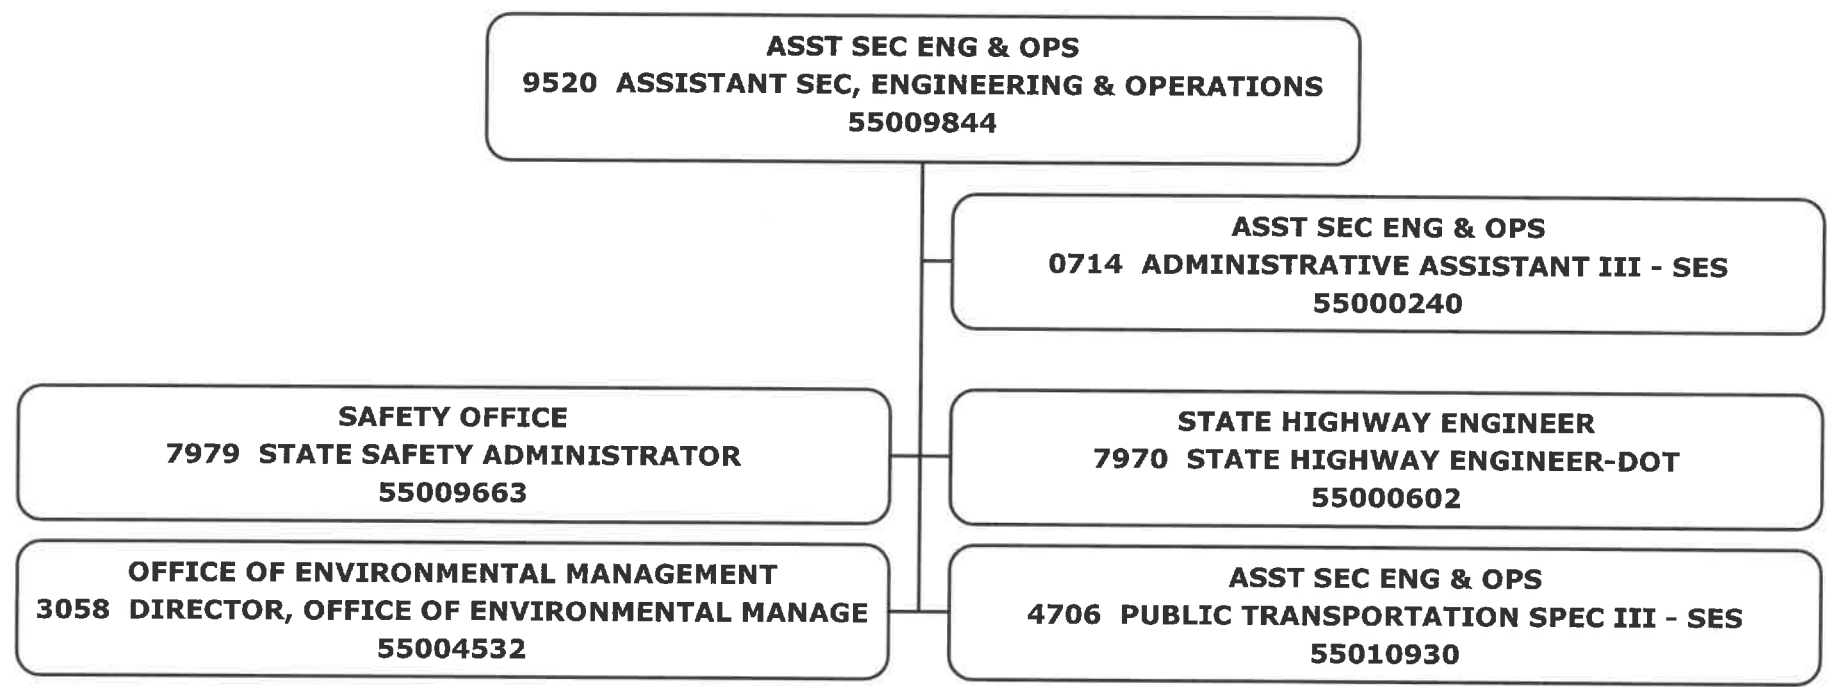 ASST SEC ENG & OPS
9520 ASSISTANT SEC, ENGINEERING & OPERATIONS
55009844
ASST SEC ENG & OPS
0714 ADMINISTRATIVE ASSISTANT III - SES
55000240
SAFETY OFFICE
7979 STATE SAFETY ADMINISTRATOR
55009663
STATE HIGHWAY ENGINEER
7970 STATE HIGHWAY ENGINEER-DOT
55000602
OFFICE OF ENVIRONMENTAL MANAGEMENT
3058 DIRECTOR, OFFICE OF ENVIRONMENTAL MANAGE
55004532
ASST SEC ENG & OPS
4706 PUBLIC TRANSPORTATION SPEC III - SES
55010930